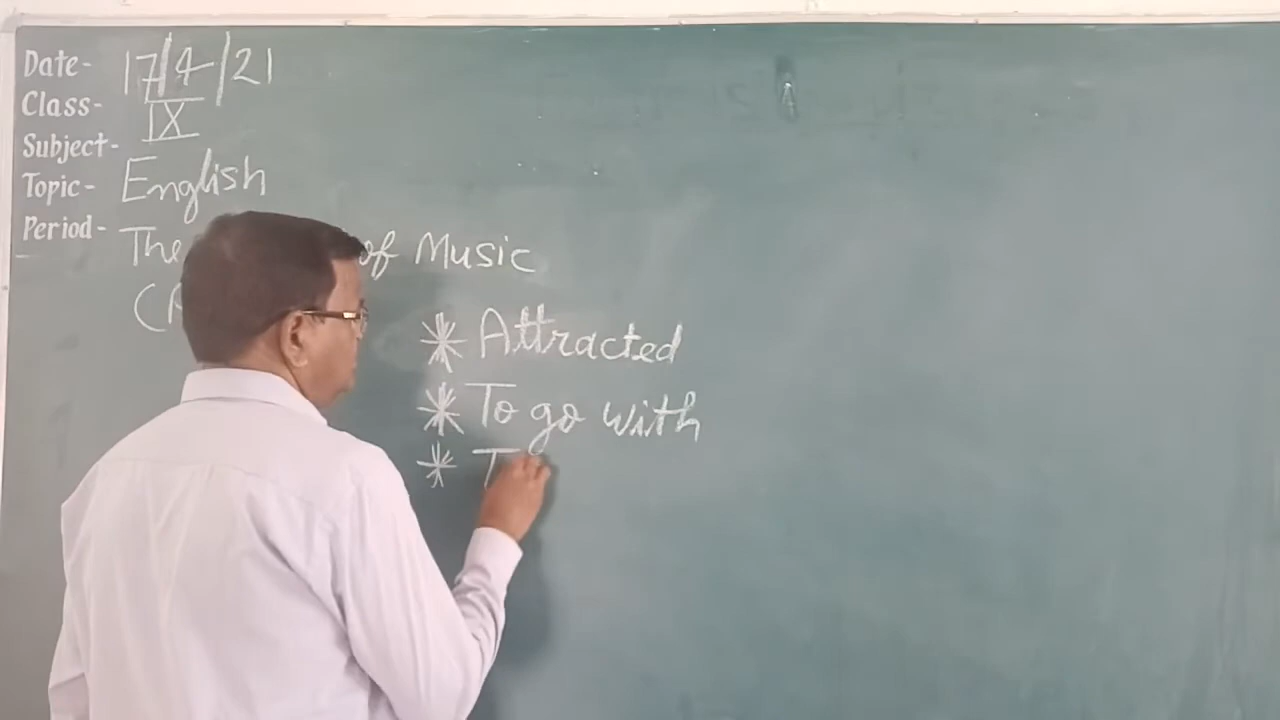 Date- 17/4/21
Class- IX
Subject-
Topic- English
Period- The of Music
* Attracted
* To go with
* T